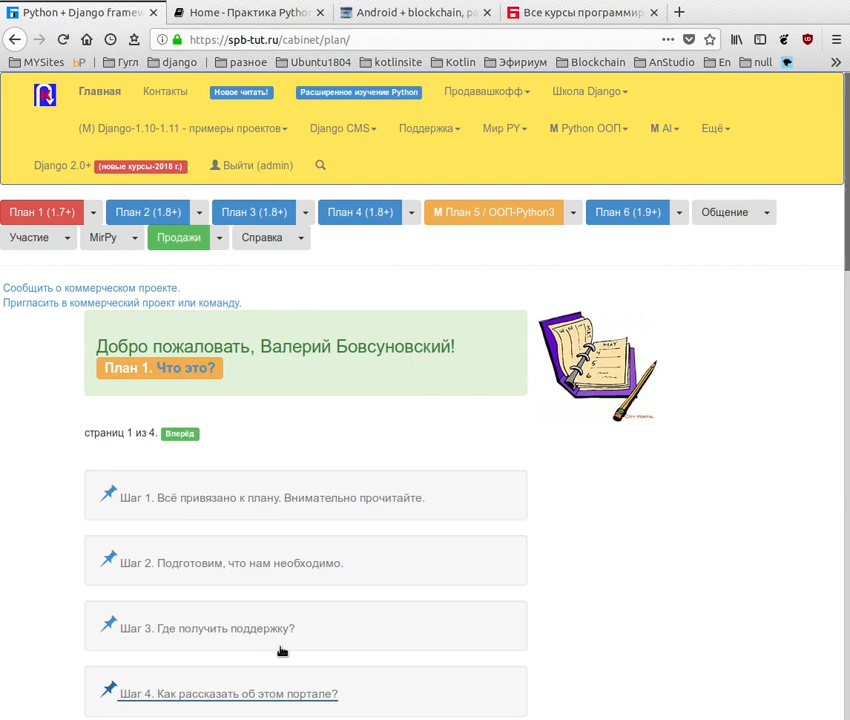 Python + Django framew
Home - Практика Python
Android + blockchain, ра
Все курсы программир
https://spb-tut.ru/cabinet/plan/
MYSites
bP
Гугл
django
разное
Ubuntu1804
kotlinsite
Kotlin
Эфириум
Blockchain
AnStudio
En
null
Главная Контакты Новое читать! Расширенное изучение Python Продавашкофф Школа Django
(М) Django-1.10-1.11 - примеры проектов Django CMS Поддержка Мир PY М Python ООП М AI Ещё
Django 2.0+ (новые курсы-2018 г.) Выйти (admin)
План 1 (1.7+) План 2 (1.8+) План 3 (1.8+) План 4 (1.8+) М План 5 / ООП-Python3 План 6 (1.9+) Общение
Участие MirPy Продажи Справка
Сообщить о коммерческом проекте.
Пригласить в коммерческий проект или команду.
Добро пожаловать, Валерий Бовсуновский!
План 1. Что это?
MAY
CITY PORTAL
страниц 1 из 4. Вперёд
Шаг 1. Всё привязано к плану. Внимательно прочитайте.
Шаг 2. Подготовим, что нам необходимо.
Шаг 3. Где получить поддержку?
Шаг 4. Как рассказать об этом портале?